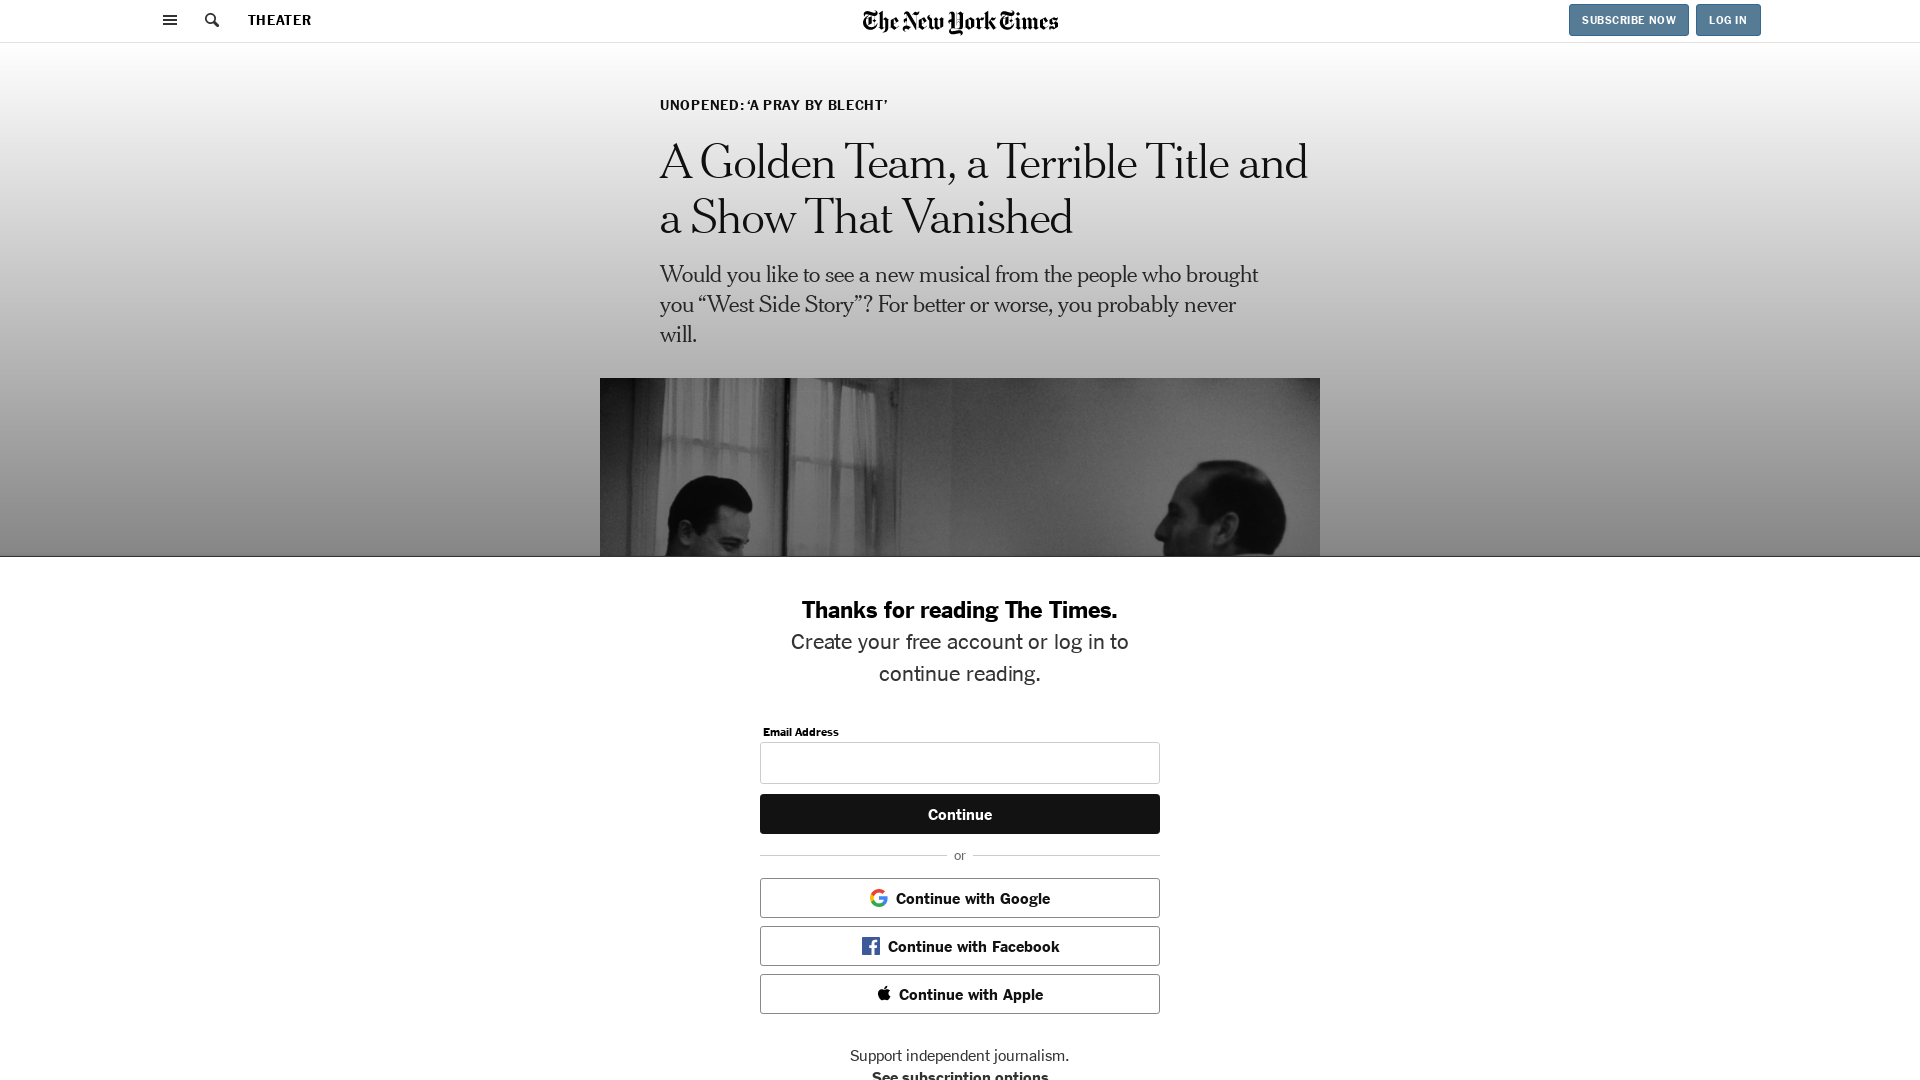 THEATER
The New York Times
SUBSCRIBE NOW
LOG IN
UNOPENED: ‘A PRAY BY BLECHT’
A Golden Team, a Terrible Title and
a Show That Vanished
Would you like to see a new musical from the people who brought
you “West Side Story”? For better or worse, you probably never
will.
Thanks for reading The Times.
Create your free account or log in to
continue reading.
Email Address
Continue
or
Continue with Google
Continue with Facebook
Continue with Apple
Support independent journalism.
See subscription options.